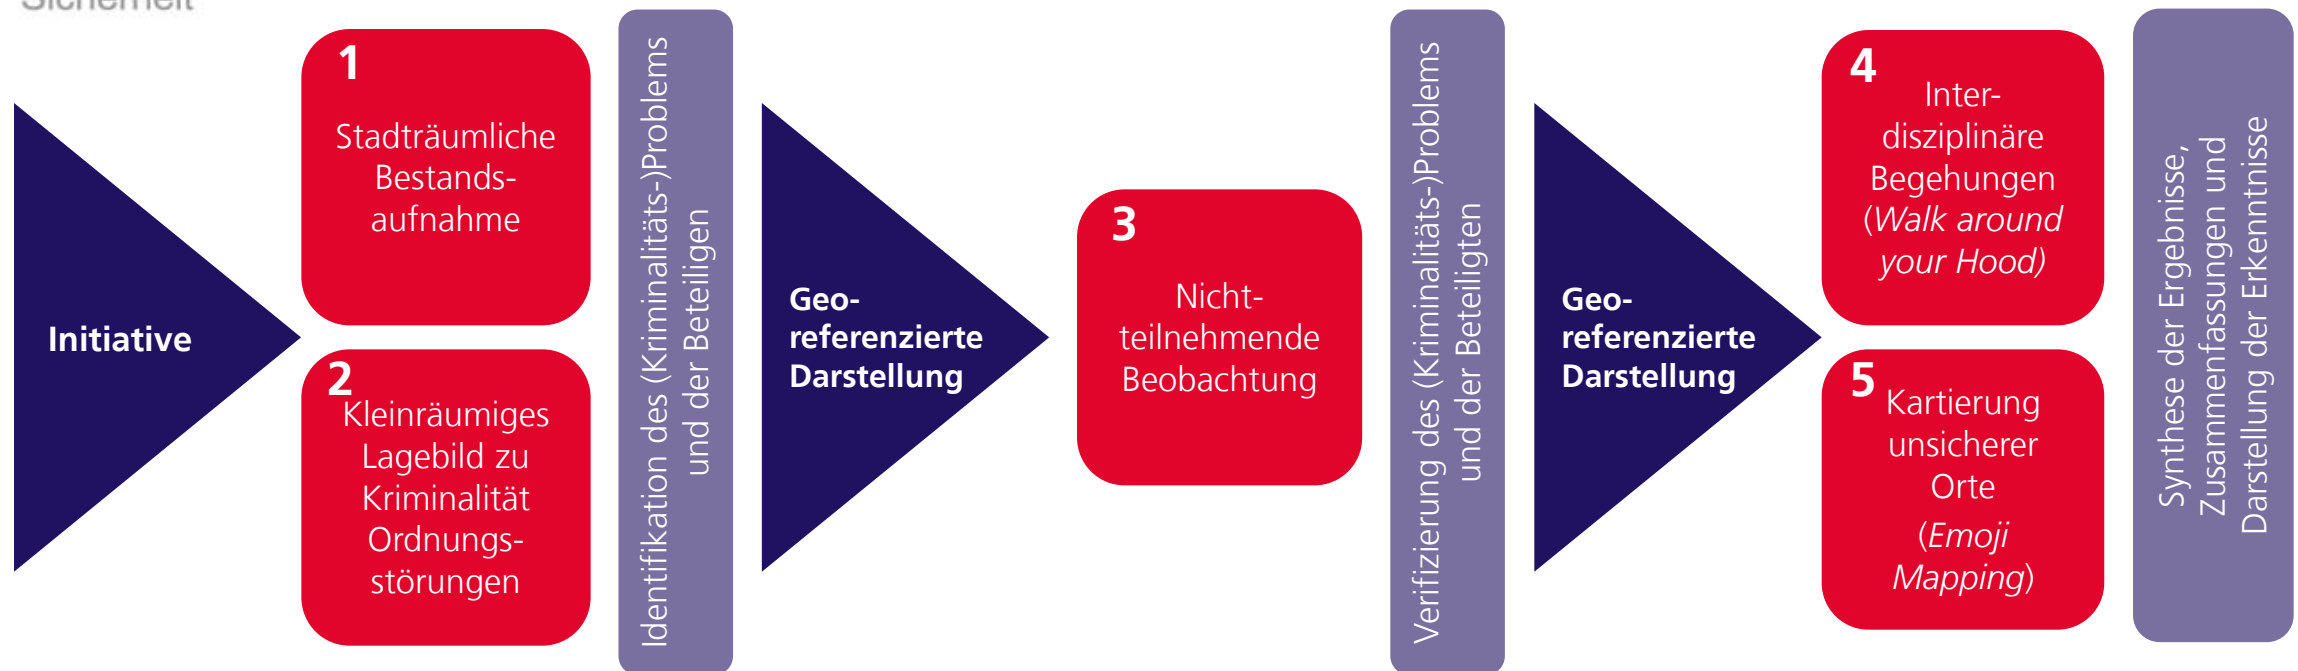 Sicherheit
Initiative
1
Stadträumliche
Bestands-
aufnahme
2
Kleinräumiges
Lagebild zu
Kriminalität
Ordnungs-
störungen
Identifikation des (Kriminalitäts-)Problems
und der Beteiligen
Geo-
referenzierte
Darstellung
3
Nicht-
teilnehmende
Beobachtung
Verifizierung des (Kriminalitäts-)Problems
und der Beteiligten
Geo-
referenzierte
Darstellung
4
Inter-
disziplinäre
Begehungen
(Walk around
your Hood)
5
Kartierung
unsicherer
Orte
(Emoji
Mapping)
Synthese der Ergebnisse,
Zusammenfassungen und
Darstellung der Erkenntnisse